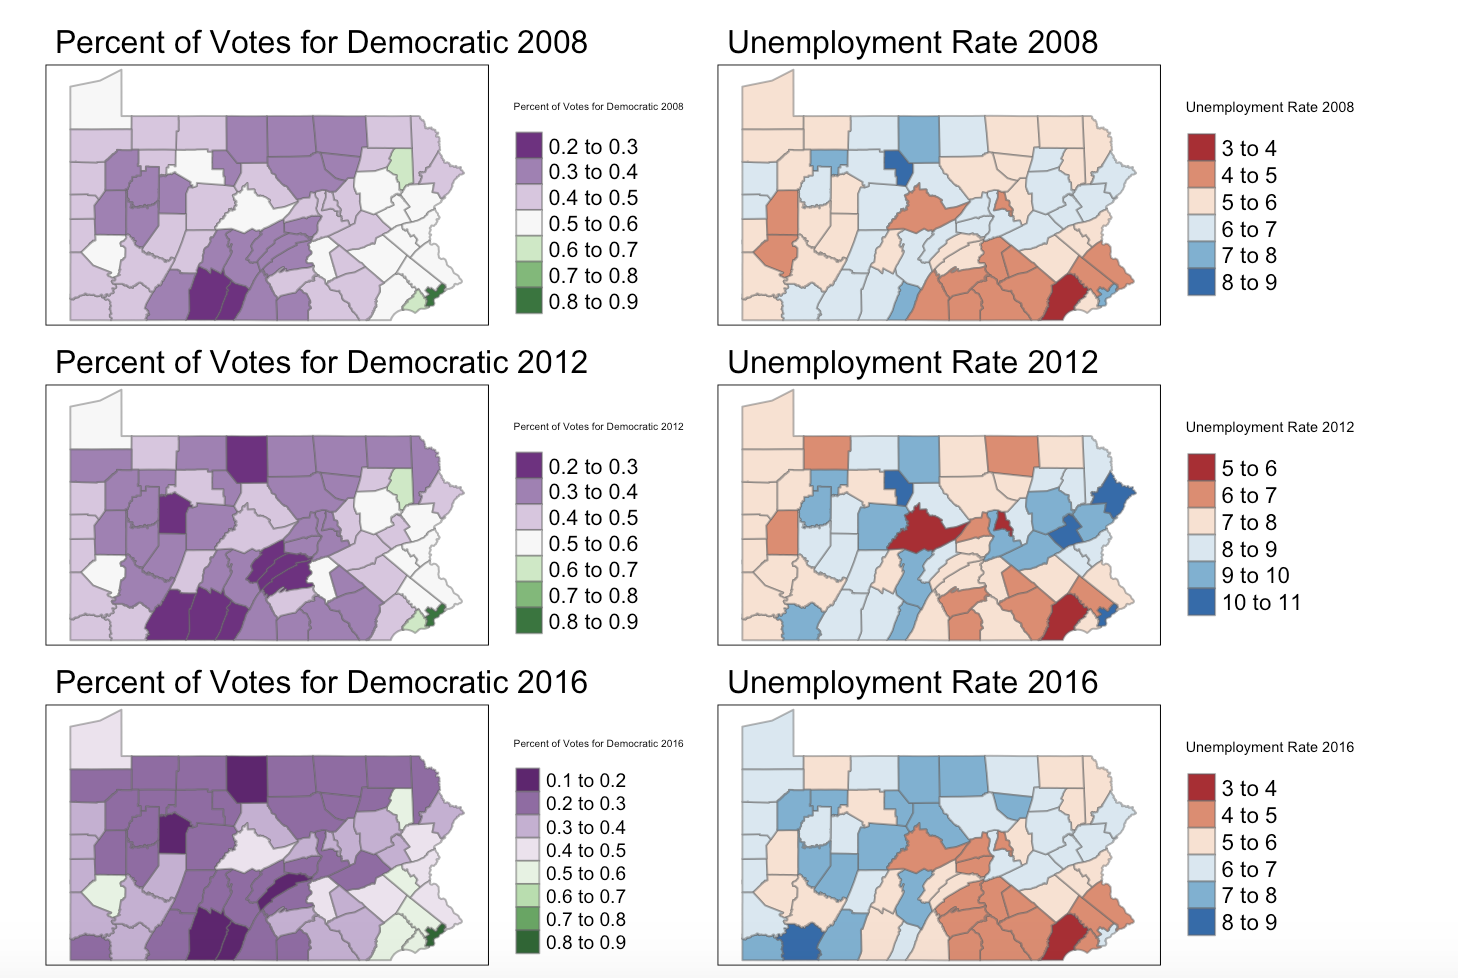 Percent of Votes for Democratic 2008
Percent of Votes for Democratic 2008
0.2 to 0.3
0.3 to 0.4
0.4 to 0.5
0.5 to 0.6
0.6 to 0.7
0.7 to 0.8
0.8 to 0.9
Unemployment Rate 2008
Unemployment Rate 2008
3 to 4
4 to 5
5 to 6
6 to 7
7 to 8
8 to 9
Percent of Votes for Democratic 2012
Percent of Votes for Democratic 2012
0.2 to 0.3
0.3 to 0.4
0.4 to 0.5
0.5 to 0.6
0.6 to 0.7
0.7 to 0.8
0.8 to 0.9
Unemployment Rate 2012
Unemployment Rate 2012
5 to 6
6 to 7
7 to 8
8 to 9
9 to 10
10 to 11
Percent of Votes for Democratic 2016
Percent of Votes for Democratic 2016
0.1 to 0.2
0.2 to 0.3
0.3 to 0.4
0.4 to 0.5
0.5 to 0.6
0.6 to 0.7
0.7 to 0.8
0.8 to 0.9
Unemployment Rate 2016
Unemployment Rate 2016
3 to 4
4 to 5
5 to 6
6 to 7
7 to 8
8 to 9